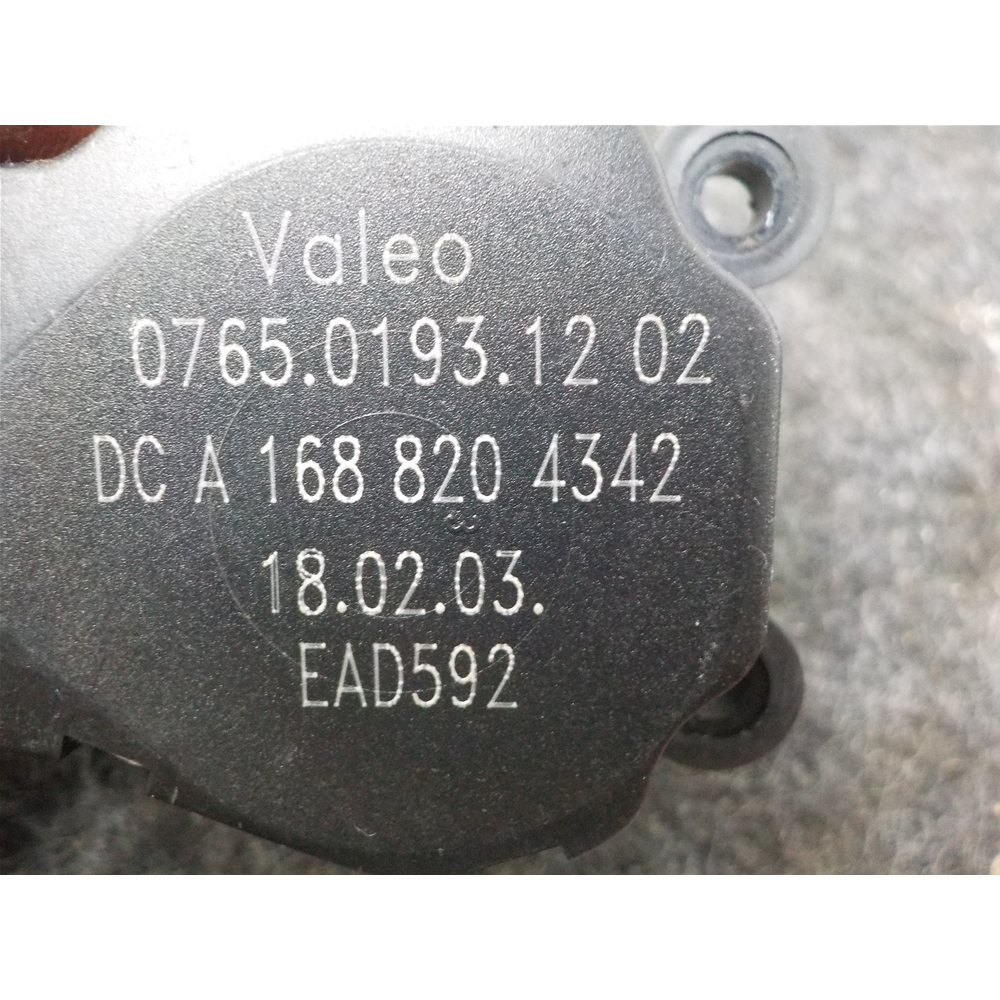 Valeo
0765.0193.12 02
DC A 168 820 4342
18.02.03.
EAD592